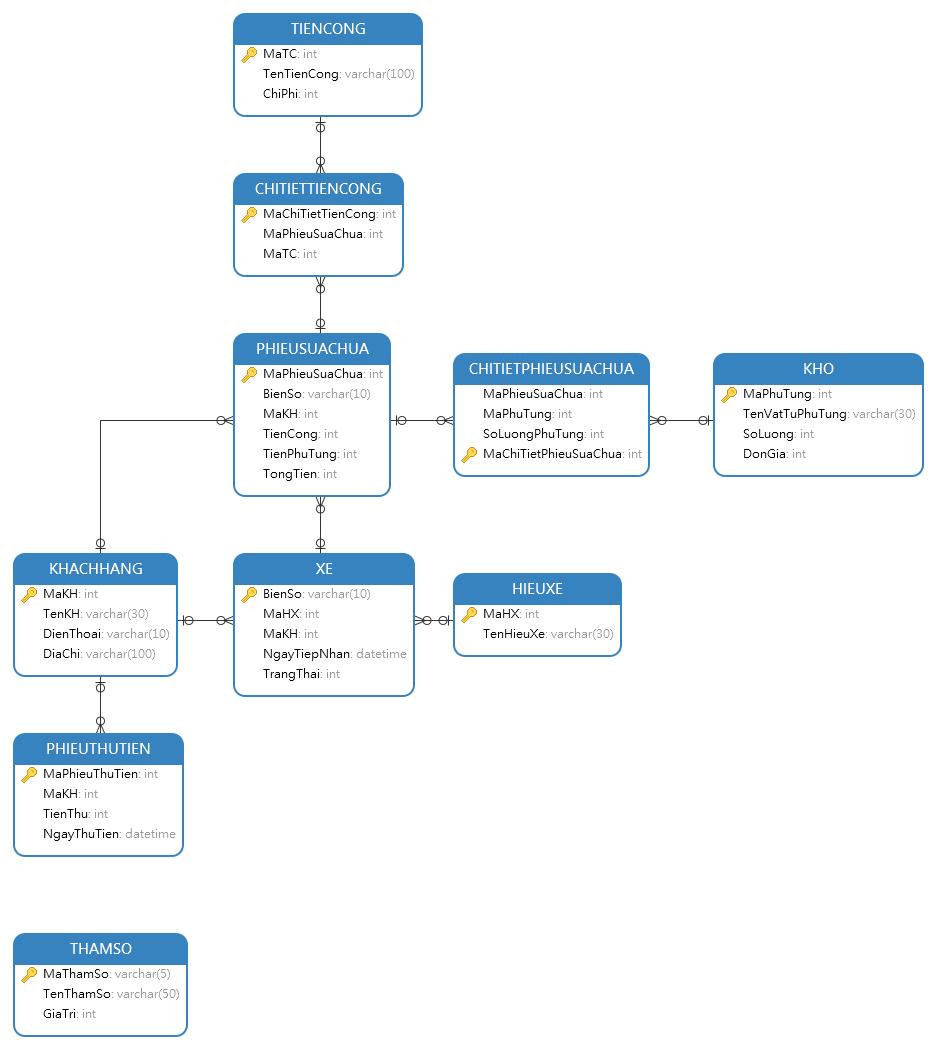 TIENCONG
MaTC: int
TenTienCong: varchar(100)
ChiPhi: int
CHITIETTIENCONG
MaChiTietTienCong: int
MaPhieuSuaChua: int
MaTC: int
PHIEUSUACHUA
MaPhieuSuaChua: int
BienSo: varchar(10)
MaKH: int
TienCong: int
TienPhuTung: int
TongTien: int
CHITIETPHIEUSUACHUA
MaPhieuSuaChua: int
MaPhuTung: int
SoLuongPhuTung: int
MaChiTietPhieuSuaChua: int
KHO
MaPhuTung: int
TenVatTuPhuTung: varchar(30)
SoLuong: int
DonGia: int
KHACHHANG
MaKH: int
TenKH: varchar(30)
DienThoai: varchar(10)
DiaChi: varchar(100)
XE
BienSo: varchar(10)
MaHX: int
MaKH: int
NgayTiepNhan: datetime
TrangThai: int
HIEUXE
MaHX: int
TenHieuXe: varchar(30)
PHIEUTHUTIEN
MaPhieuThuTien: int
MaKH: int
TienThu: int
NgayThuTien: datetime
THAMSO
MaThamSo: varchar(5)
TenThamSo: varchar(50)
GiaTri: int